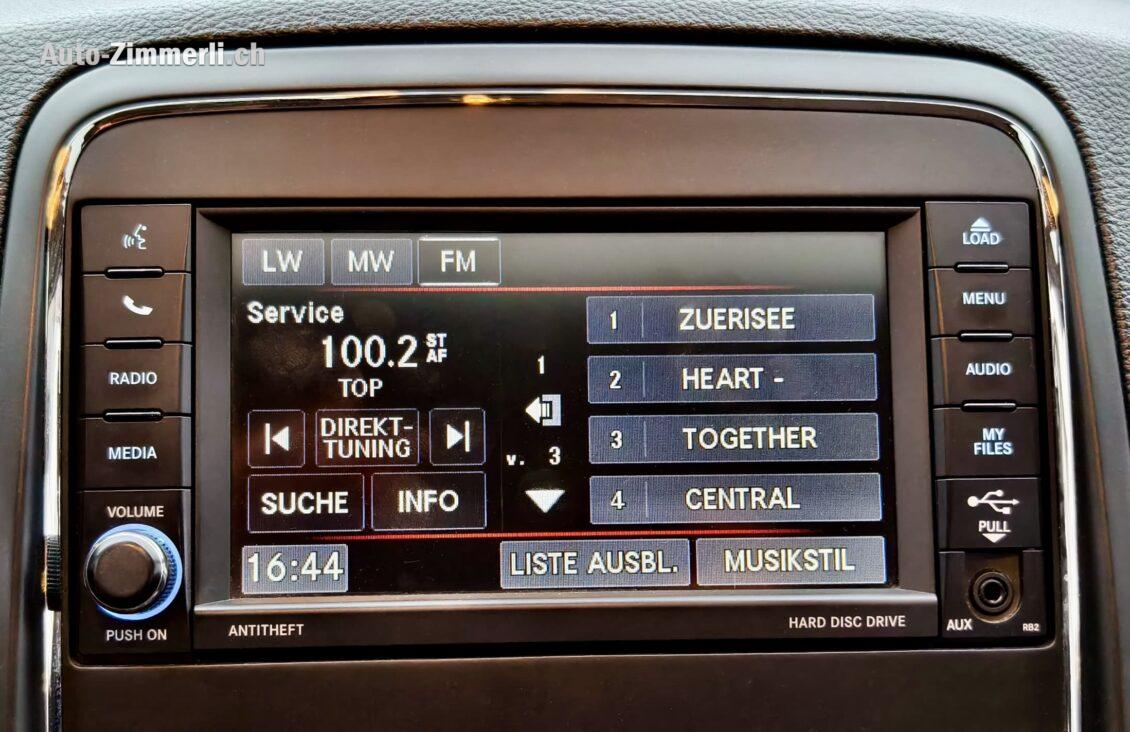 Auto-Zimmerli.ch
LOAD
MENU
RADIO
AUDIO
MEDIA
MY
FILES
VOLUME
PULL
PUSH ON
AUX
RB2
ANTITHEFT
HARD DISC DRIVE
LW MW FM
Service
100.2 ST
AF
TOP
DIREKT-
TUNING
SUCHE INFO
16:44
1
v. 3
1 ZUERISEE
2 HEART -
3 TOGETHER
4 CENTRAL
LISTE AUSBL. MUSIKSTIL